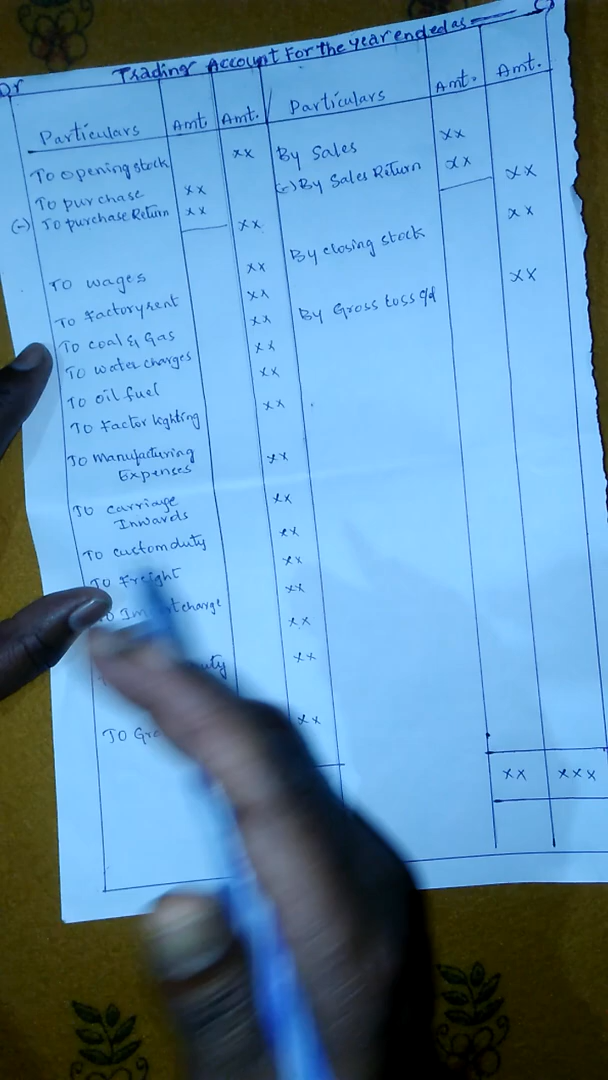 Dr Trading Account For the year ended as
Particulars Amt. Amt. Particulars Amt. Amt.
To opening stock xx By Sales xx
To purchase xx (-) By Sales Return xx xx
(-) To purchase Return xx xx xx
To wages xx By closing stock
To Factory rent xx xx
To coal & Gas xx By Gross Loss c/d
To water charges xx
To oil fuel xx
To Factor lighting xx
To manufacturing xx
Expenses
To carriage xx
Inwards
To custom duty xx
To Freight xx
xx
xx
xx
xx
xx xxx